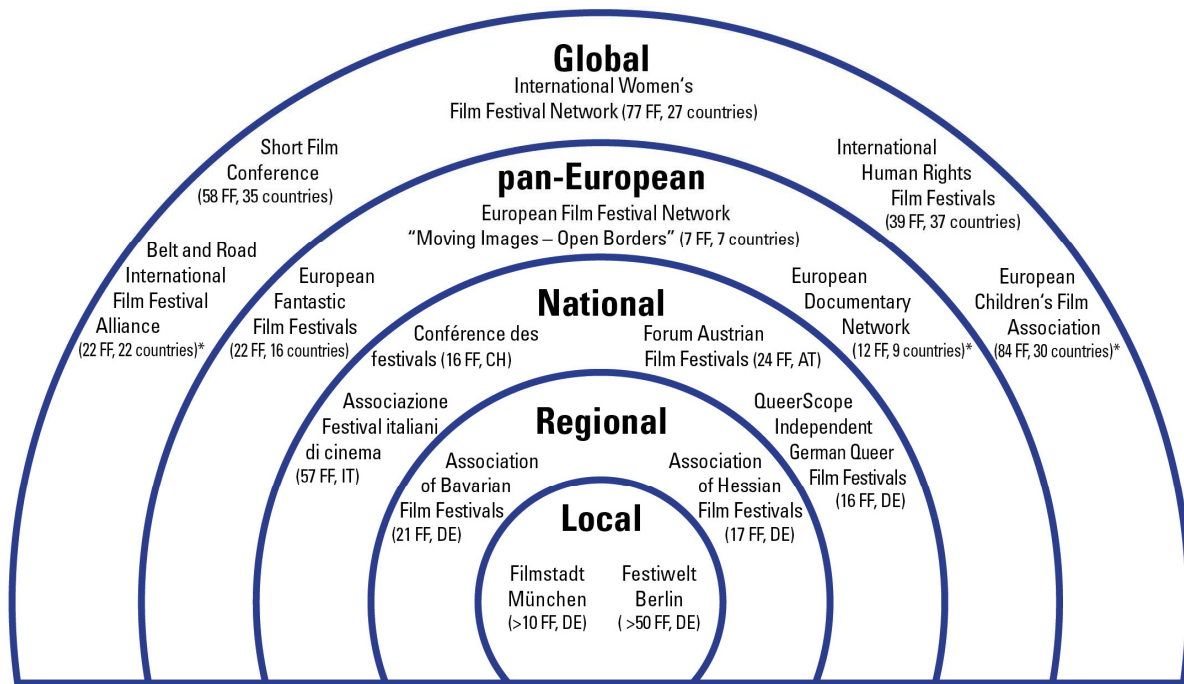 Global
International Women‘s
Film Festival Network (77 FF, 27 countries)
Short Film
Conference
(58 FF, 35 countries)
International
Human Rights
Film Festivals
(39 FF, 37 countries)
Belt and Road
International
Film Festival
Alliance
(22 FF, 22 countries)*
European
Children‘s Film
Association
(84 FF, 30 countries)*
pan-European
European Film Festival Network
“Moving Images – Open Borders” (7 FF, 7 countries)
European
Fantastic
Film Festivals
(22 FF, 16 countries)
European
Documentary
Network
(12 FF, 9 countries)*
National
Conférence des
festivals (16 FF, CH)
Forum Austrian
Film Festivals (24 FF, AT)
Associazione
Festival italiani
di cinema
(57 FF, IT)
QueerScope
Independent
German Queer
Film Festivals
(16 FF, DE)
Regional
Association
of Bavarian
Film Festivals
(21 FF, DE)
Association
of Hessian
Film Festivals
(17 FF, DE)
Local
Filmstadt
München
(>10 FF, DE)
Festiwelt
Berlin
( >50 FF, DE)